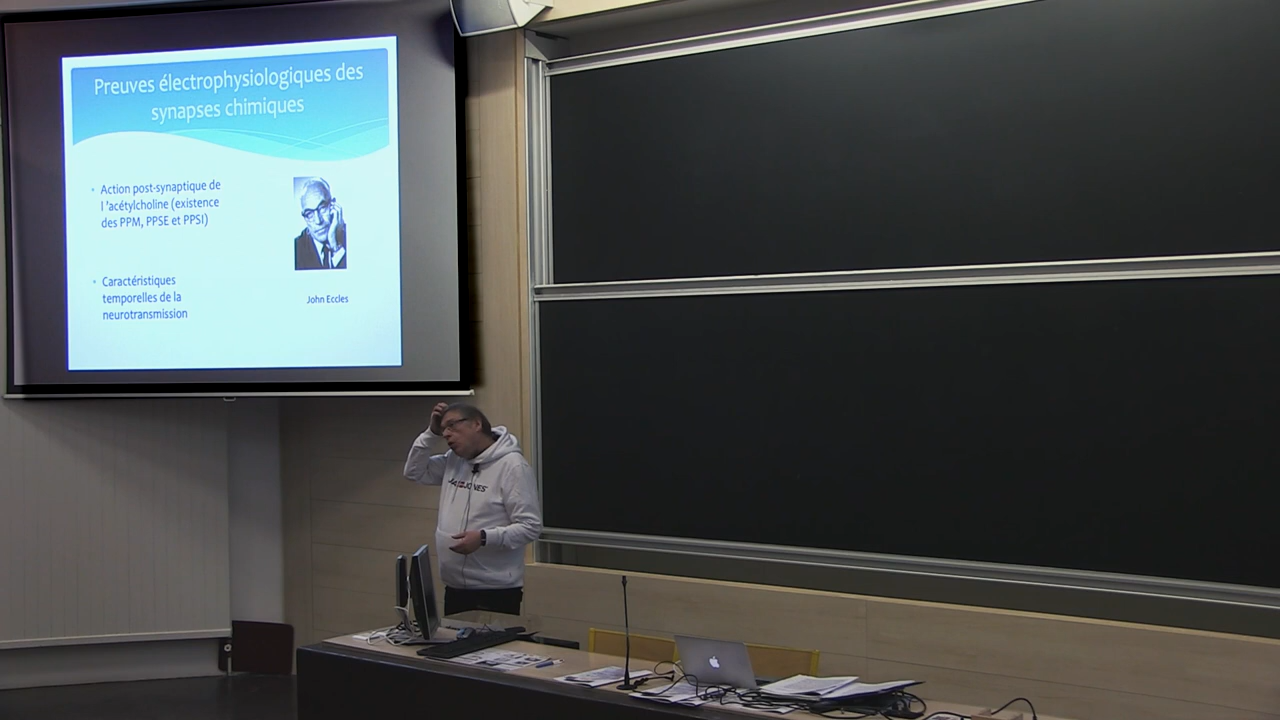 Preuves électrophysiologiques des
synapses chimiques
• Action post-synaptique de
l 'acétylcholine (existence
des PPM, PPSE et PPSI)
• Caractéristiques
temporelles de la
neurotransmission
John Eccles